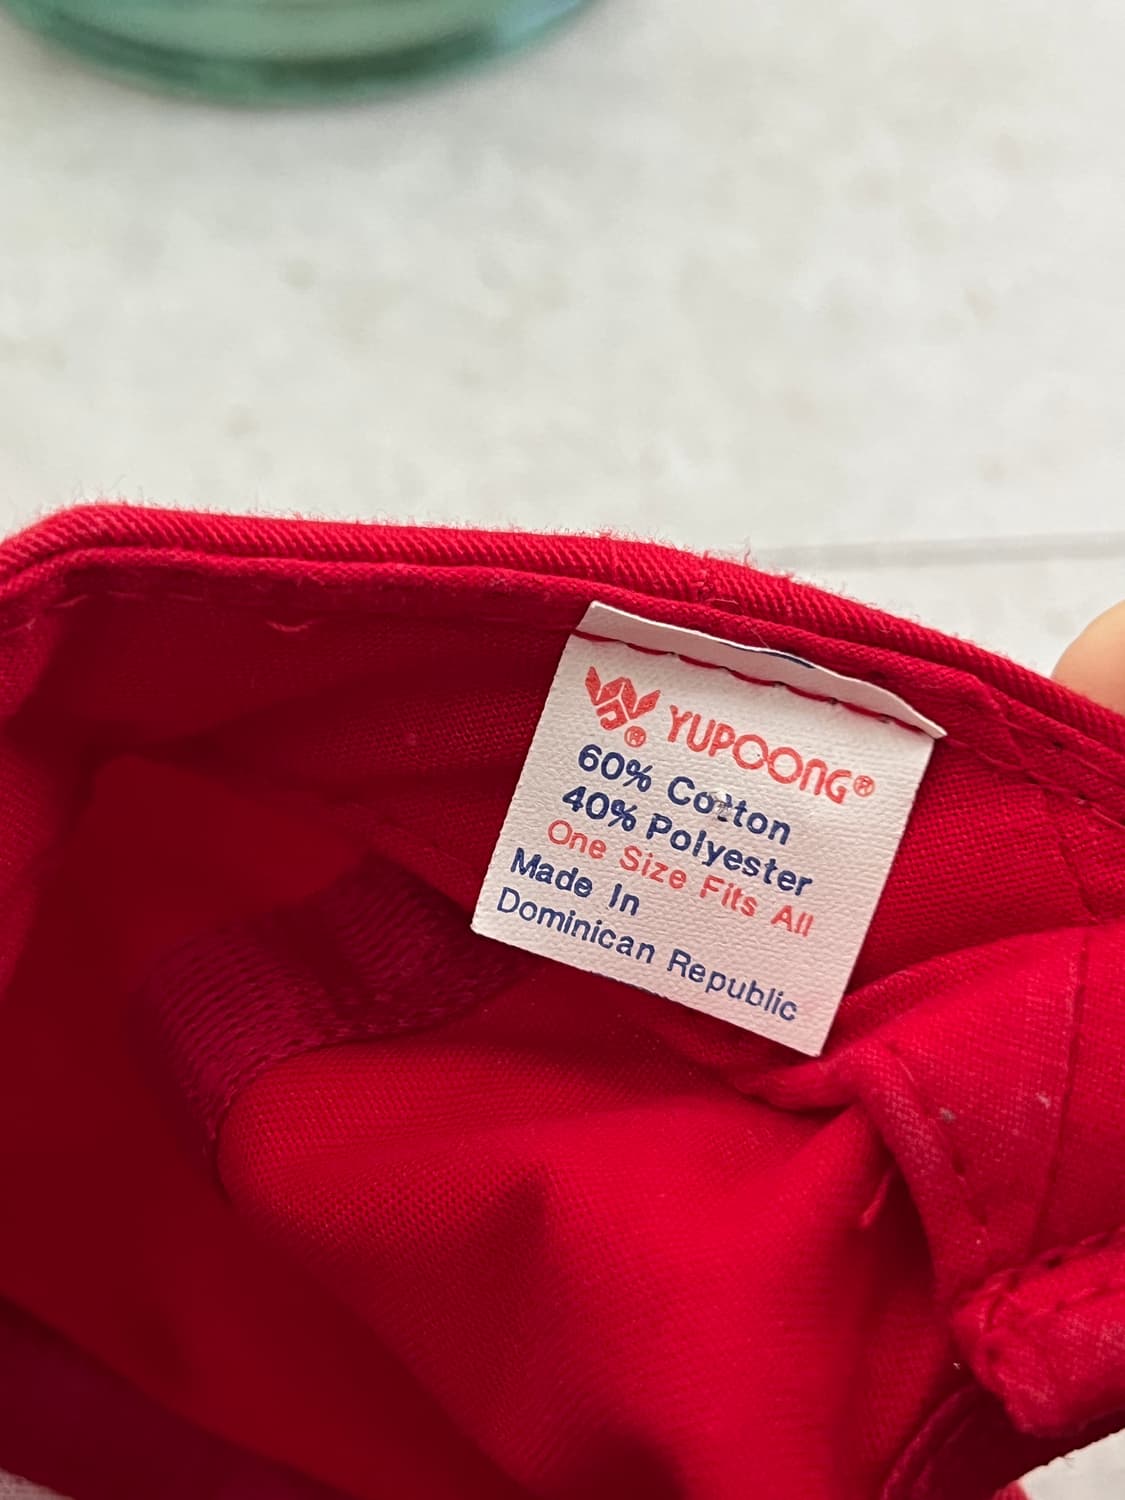 YUPOONG®
60% Cotton
40% Polyester
One Size Fits All
Made In
Dominican Republic